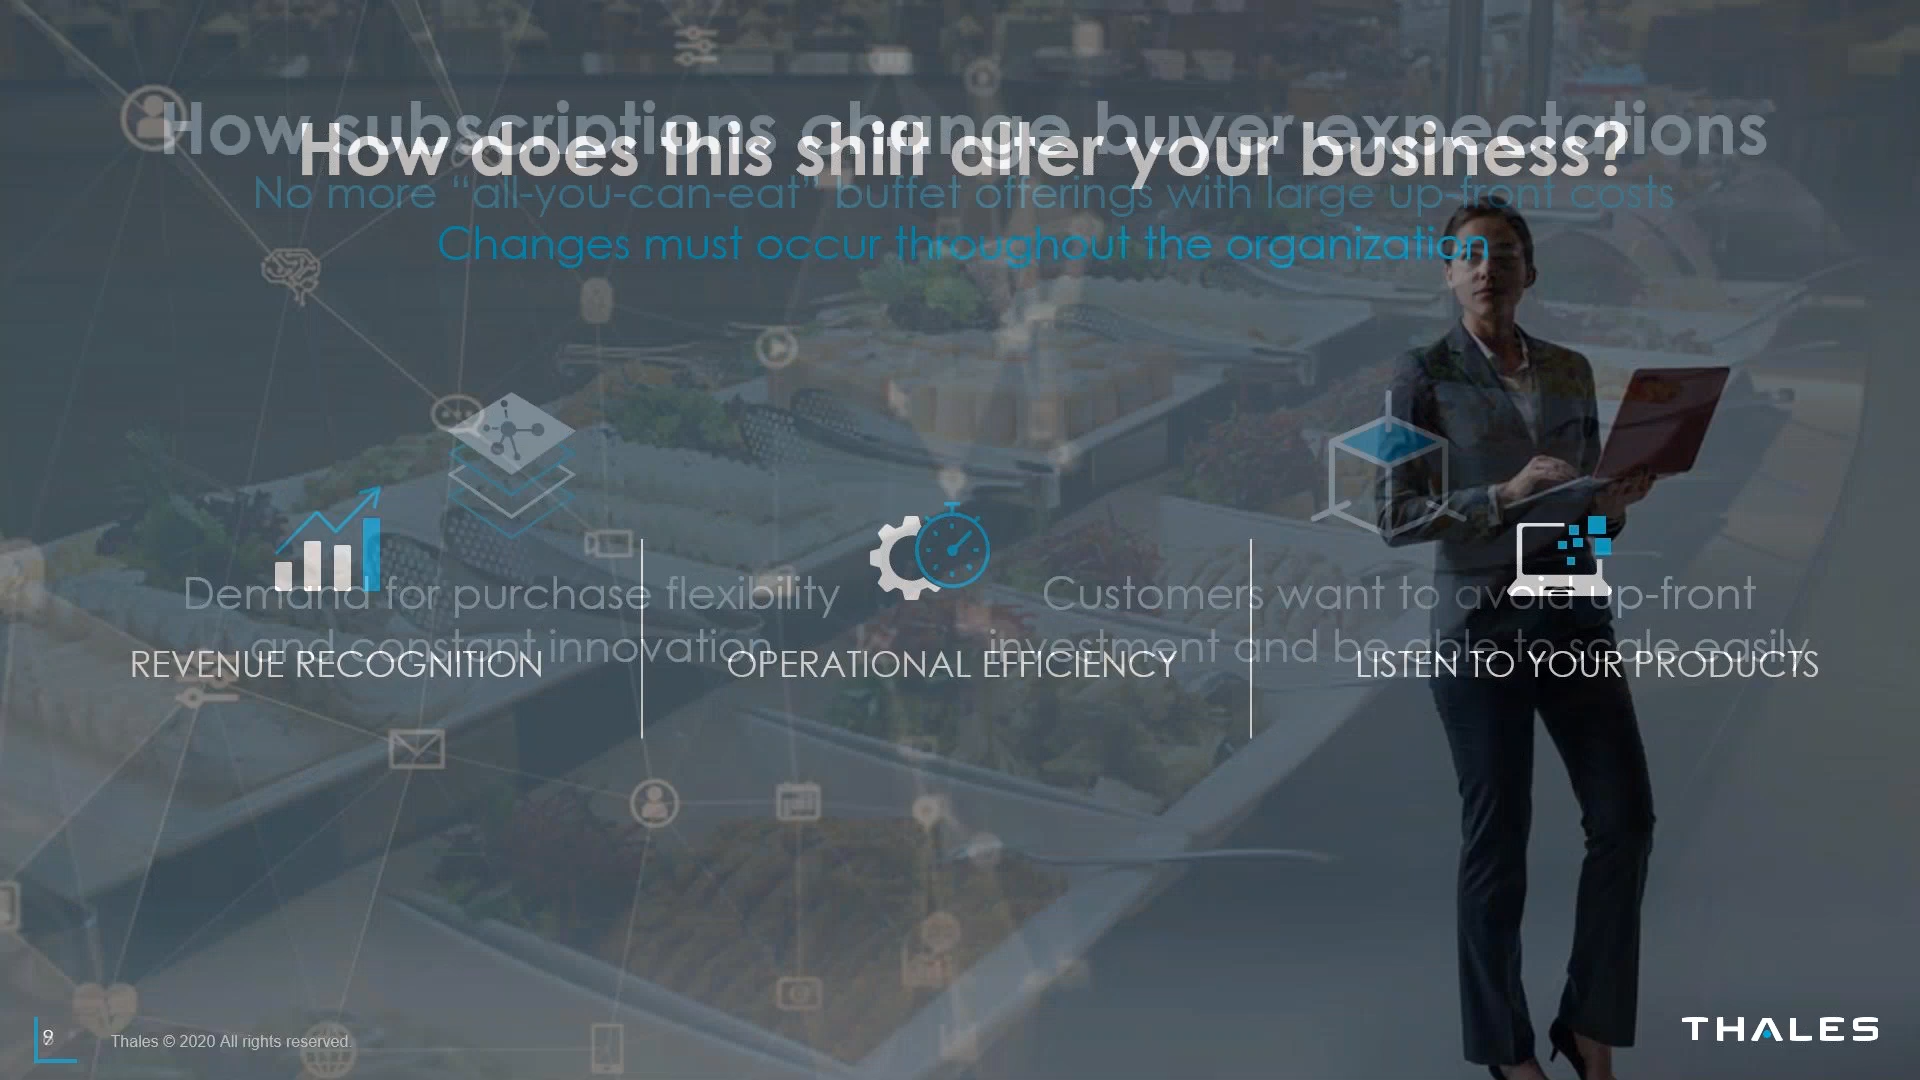 How subscriptions change buyer expectations
How does this shift alter your business?
No more “all-you-can-eat” buffet offerings with large up-front costs
Changes must occur throughout the organization
Demand for purchase flexibility
and constant innovation
Customers want to avoid up-front
investment and be able to scale easily
REVENUE RECOGNITION
OPERATIONAL EFFICIENCY
LISTEN TO YOUR PRODUCTS
Thales © 2020 All rights reserved.
THALES